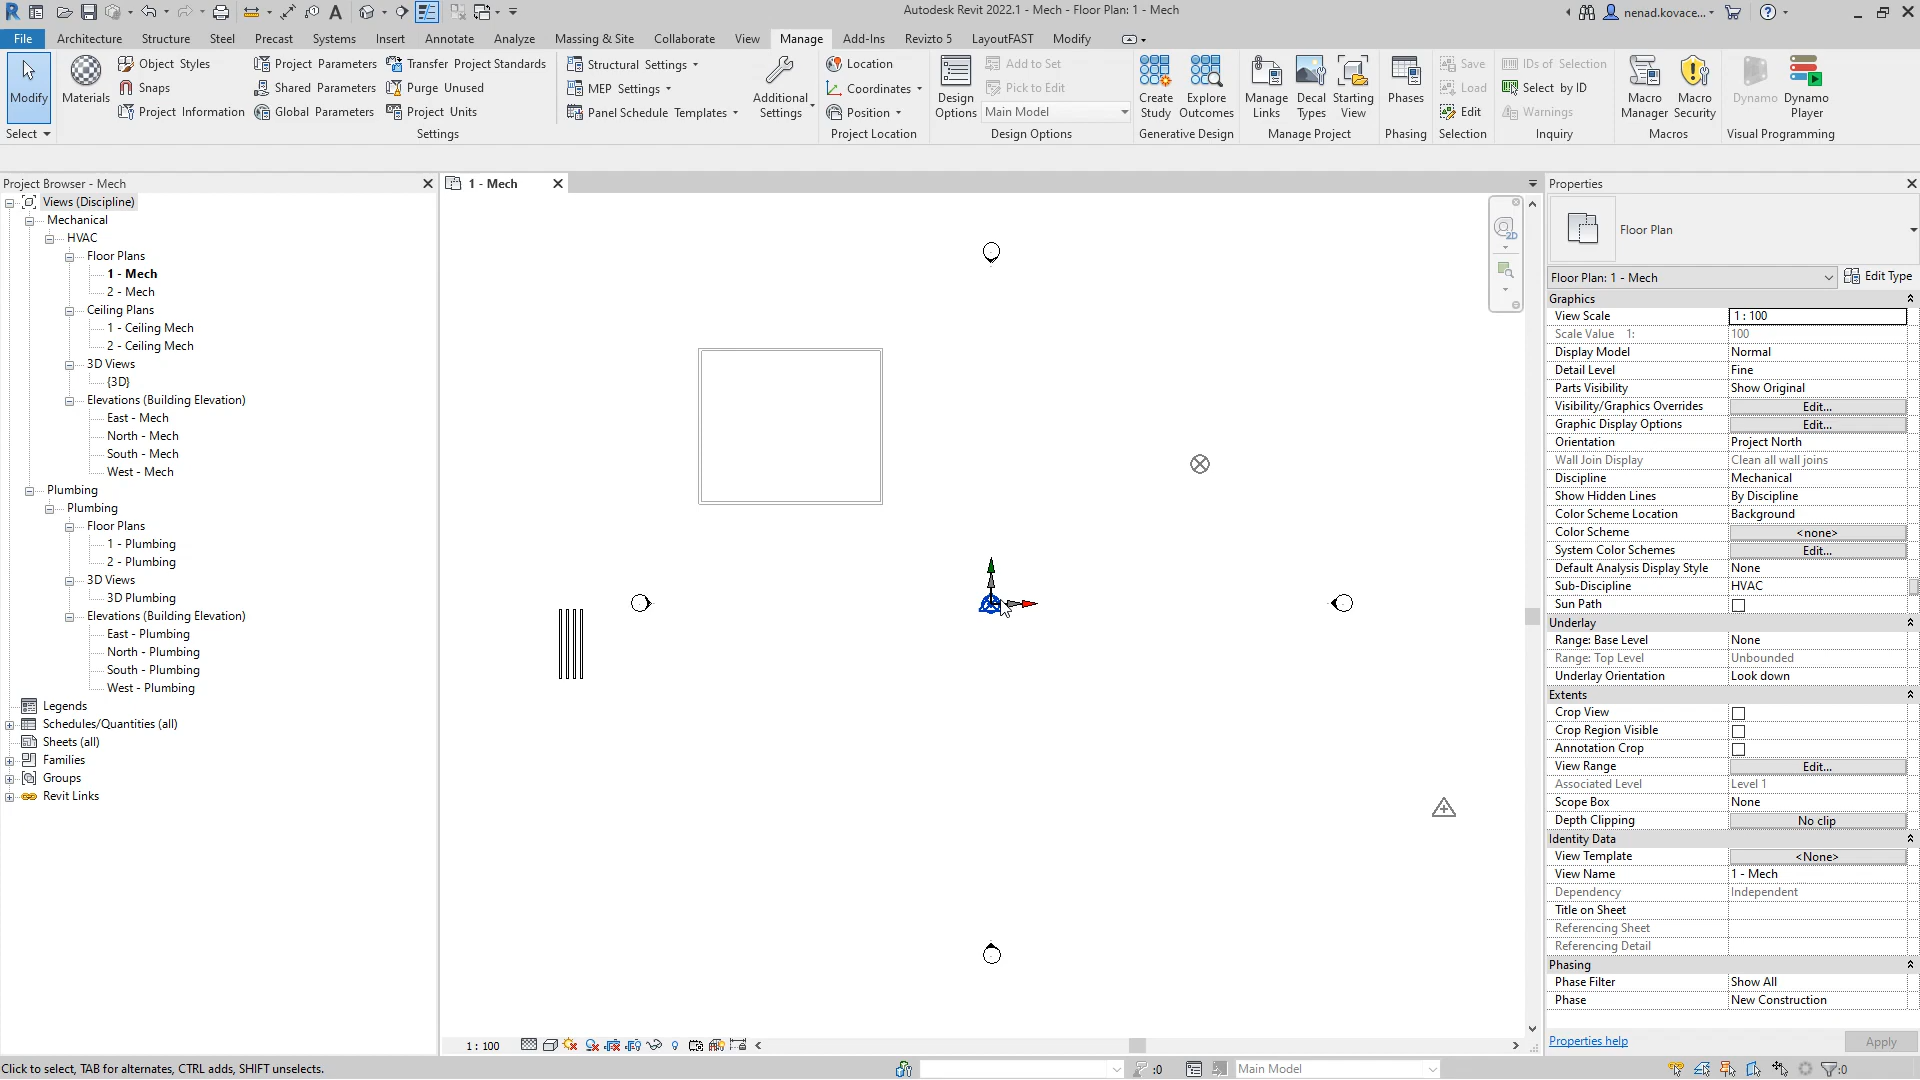 Autodesk Revit 2022.1 - Mech - Floor Plan: 1 - Mech
nenad.kovace...
File Architecture Structure Steel Precast Systems Insert Annotate Analyze Massing & Site Collaborate View Manage Add-Ins Revizto 5 LayoutFAST Modify
Modify
Select
Materials
Object Styles
Snaps
Project Information
Project Parameters
Shared Parameters
Global Parameters
Transfer Project Standards
Purge Unused
Project Units
Settings
Structural Settings
MEP Settings
Panel Schedule Templates
Additional
Settings
Location
Coordinates
Position
Project Location
Design
Options
Add to Set
Pick to Edit
Main Model
Design Options
Create
Study
Explore
Outcomes
Generative Design
Manage
Links
Decal
Types
Starting
View
Manage Project
Phases
Phasing
Save
Load
Edit
Selection
IDs of Selection
Select by ID
Warnings
Inquiry
Macro
Manager
Macro
Security
Macros
Dynamo
Dynamo
Player
Visual Programming
Project Browser - Mech
Views (Discipline)
Mechanical
HVAC
Floor Plans
1 - Mech
2 - Mech
Ceiling Plans
1 - Ceiling Mech
2 - Ceiling Mech
3D Views
{3D}
Elevations (Building Elevation)
East - Mech
North - Mech
South - Mech
West - Mech
Plumbing
Plumbing
Floor Plans
1 - Plumbing
2 - Plumbing
3D Views
3D Plumbing
Elevations (Building Elevation)
East - Plumbing
North - Plumbing
South - Plumbing
West - Plumbing
Legends
Schedules/Quantities (all)
Sheets (all)
Families
Groups
Revit Links
1 - Mech
2D
1 : 100
Properties
Floor Plan
Floor Plan: 1 - Mech
Edit Type
Graphics
View Scale 1 : 100
Scale Value 1: 100
Display Model Normal
Detail Level Fine
Parts Visibility Show Original
Visibility/Graphics Overrides Edit...
Graphic Display Options Edit...
Orientation Project North
Wall Join Display Clean all wall joins
Discipline Mechanical
Show Hidden Lines By Discipline
Color Scheme Location Background
Color Scheme <none>
System Color Schemes Edit...
Default Analysis Display Style None
Sub-Discipline HVAC
Sun Path
Underlay
Range: Base Level None
Range: Top Level Unbounded
Underlay Orientation Look down
Extents
Crop View
Crop Region Visible
Annotation Crop
View Range Edit...
Associated Level Level 1
Scope Box None
Depth Clipping No clip
Identity Data
View Template <None>
View Name 1 - Mech
Dependency Independent
Title on Sheet
Referencing Sheet
Referencing Detail
Phasing
Phase Filter Show All
Phase New Construction
Properties help
Apply
Click to select, TAB for alternates, CTRL adds, SHIFT unselects.
:0
Main Model
:0